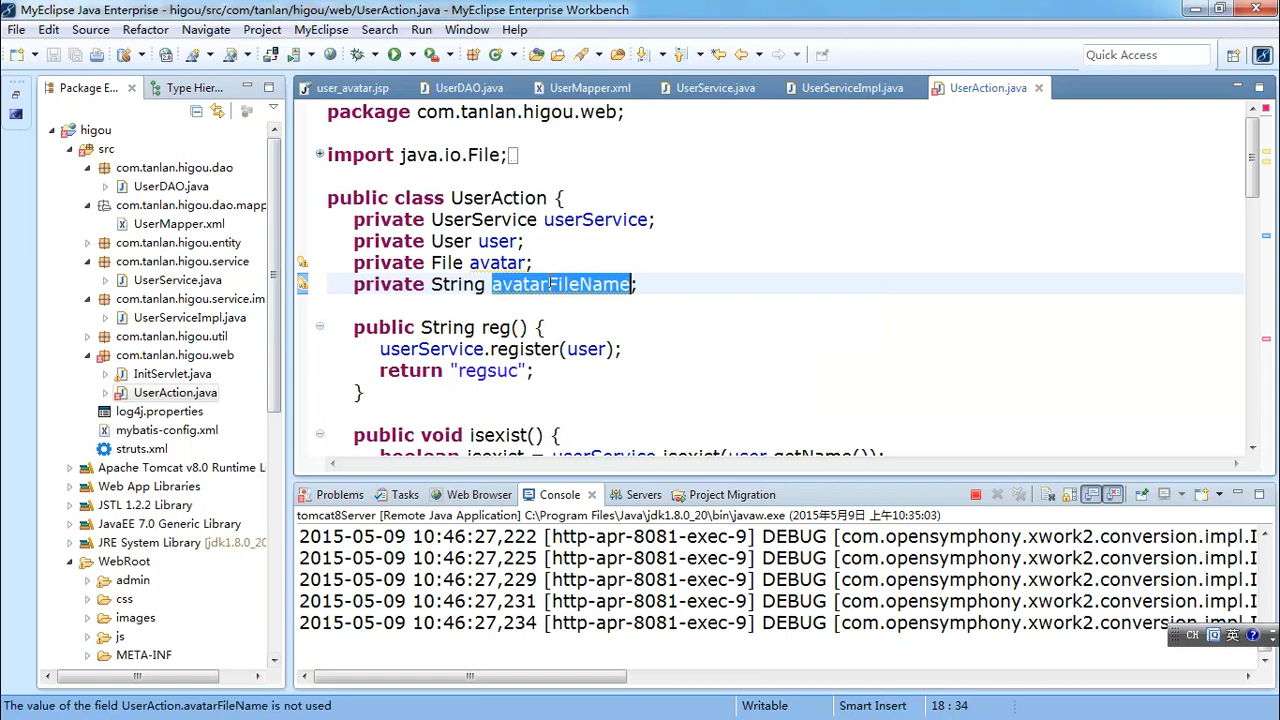 MyEclipse Java Enterprise - higou/src/com/tanlan/higou/web/UserAction.java - MyEclipse Enterprise Workbench
File Edit Source Refactor Navigate Project MyEclipse Search Run Window Help
Quick Access
Package E... Type Hier...
user_avatar.jsp UserDAO.java UserMapper.xml UserService.java UserServiceImpl.java UserAction.java
higou
src
com.tanlan.higou.dao
UserDAO.java
com.tanlan.higou.dao.mapp
UserMapper.xml
com.tanlan.higou.entity
com.tanlan.higou.service
UserService.java
com.tanlan.higou.service.im
UserServiceImpl.java
com.tanlan.higou.util
com.tanlan.higou.web
InitServlet.java
UserAction.java
log4j.properties
mybatis-config.xml
struts.xml
Apache Tomcat v8.0 Runtime L
Web App Libraries
JSTL 1.2.2 Library
JavaEE 7.0 Generic Library
JRE System Library [jdk1.8.0_20
WebRoot
admin
css
images
js
META-INF
package com.tanlan.higou.web;
import java.io.File;
public class UserAction {
private UserService userService;
private User user;
private File avatar;
private String avatarFileName;
public String reg() {
userService.register(user);
return "regsuc";
}
public void isexist() {
boolean isexist = userService.isexist(user.getName());
Problems Tasks Web Browser Console Servers Project Migration
tomcat8Server [Remote Java Application] C:\Program Files\Java\jdk1.8.0_20\bin\javaw.exe (2015年5月9日 上午10:35:03)
2015-05-09 10:46:27,222 [http-apr-8081-exec-9] DEBUG [com.opensymphony.xwork2.conversion.impl.I
2015-05-09 10:46:27,225 [http-apr-8081-exec-9] DEBUG [com.opensymphony.xwork2.conversion.impl.I
2015-05-09 10:46:27,229 [http-apr-8081-exec-9] DEBUG [com.opensymphony.xwork2.conversion.impl.I
2015-05-09 10:46:27,231 [http-apr-8081-exec-9] DEBUG [com.opensymphony.xwork2.conversion.impl.I
2015-05-09 10:46:27,234 [http-apr-8081-exec-9] DEBUG [com.opensymphony.xwork2.conversion.impl.I
CH 英
The value of the field UserAction.avatarFileName is not used Writable Smart Insert 18 : 34